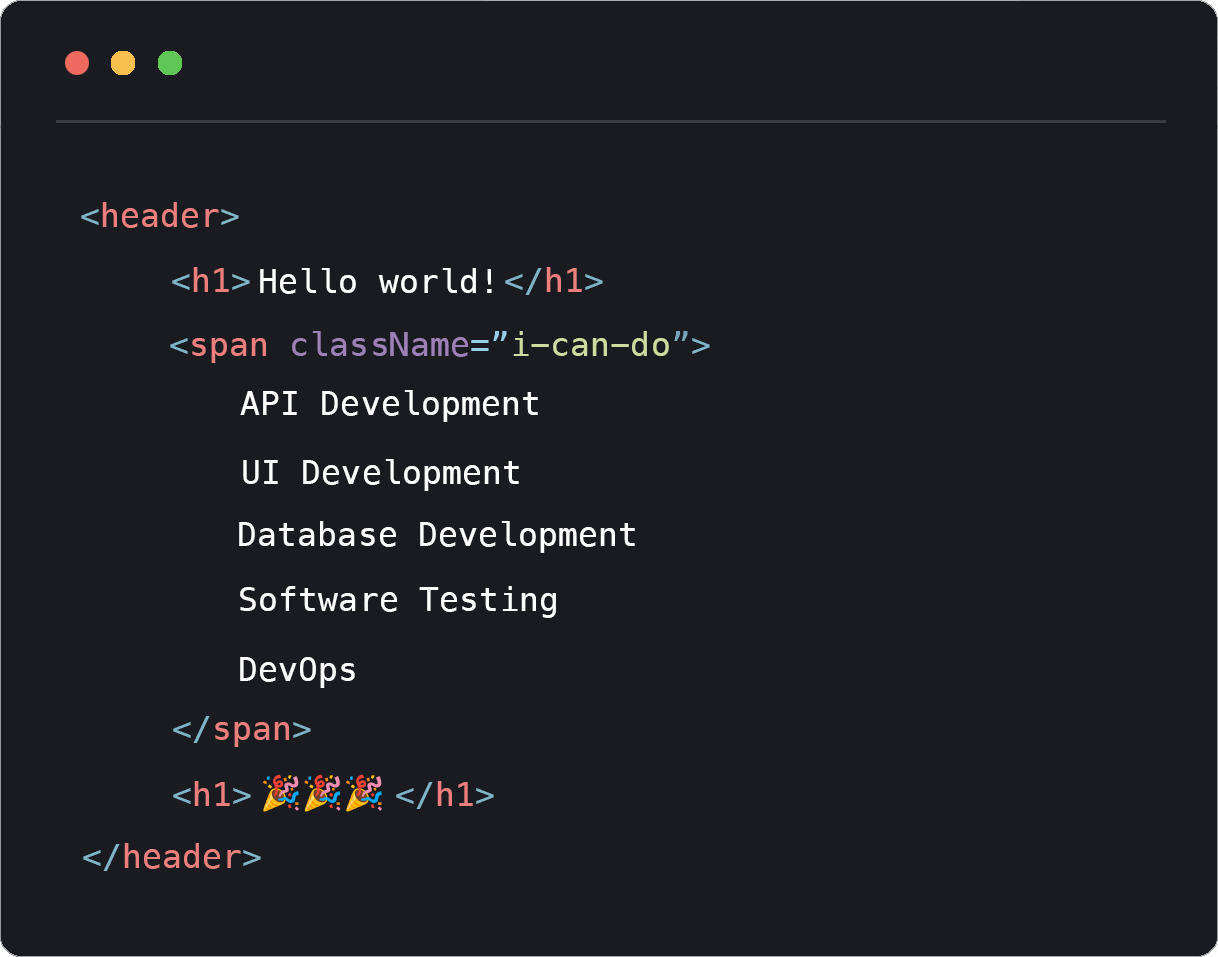 <header>
<h1>Hello world!</h1>
<span className=”i-can-do”>
API Development
UI Development
Database Development
Software Testing
DevOps
</span>
<h1>🎉🎉🎉</h1>
</header>